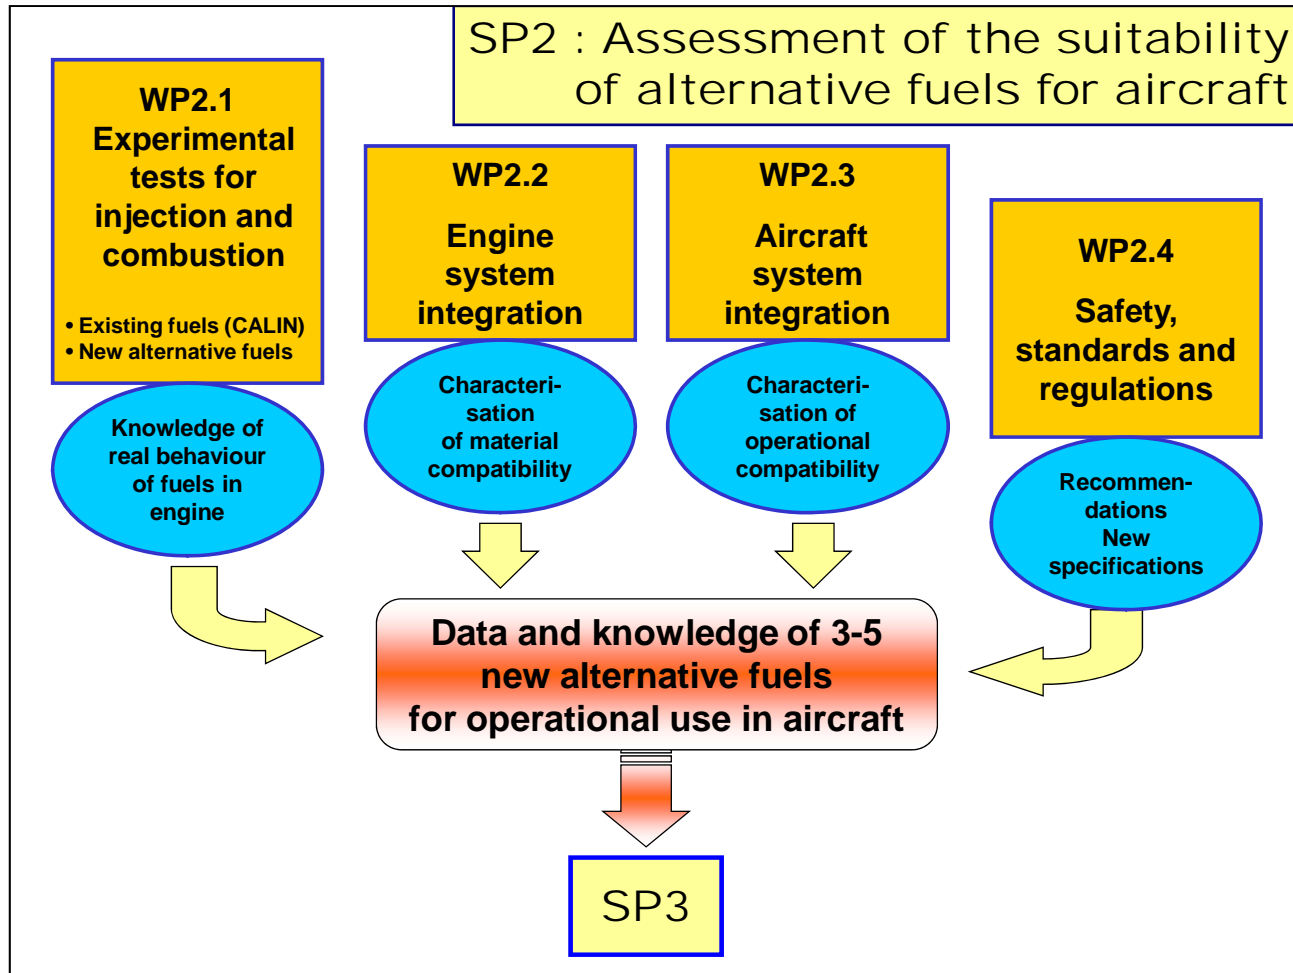 SP2 : Assessment of the suitability
of alternative fuels for aircraft
WP2.1
Experimental
tests for
injection and
combustion
• Existing fuels (CALIN)
• New alternative fuels
Knowledge of
real behaviour
of fuels in
engine
WP2.2
Engine
system
integration
Characteri-
sation
of material
compatibility
WP2.3
Aircraft
system
integration
Characteri-
sation of
operational
compatibility
WP2.4
Safety,
standards and
regulations
Recommen-
dations
New
specifications
Data and knowledge of 3-5
new alternative fuels
for operational use in aircraft
SP3